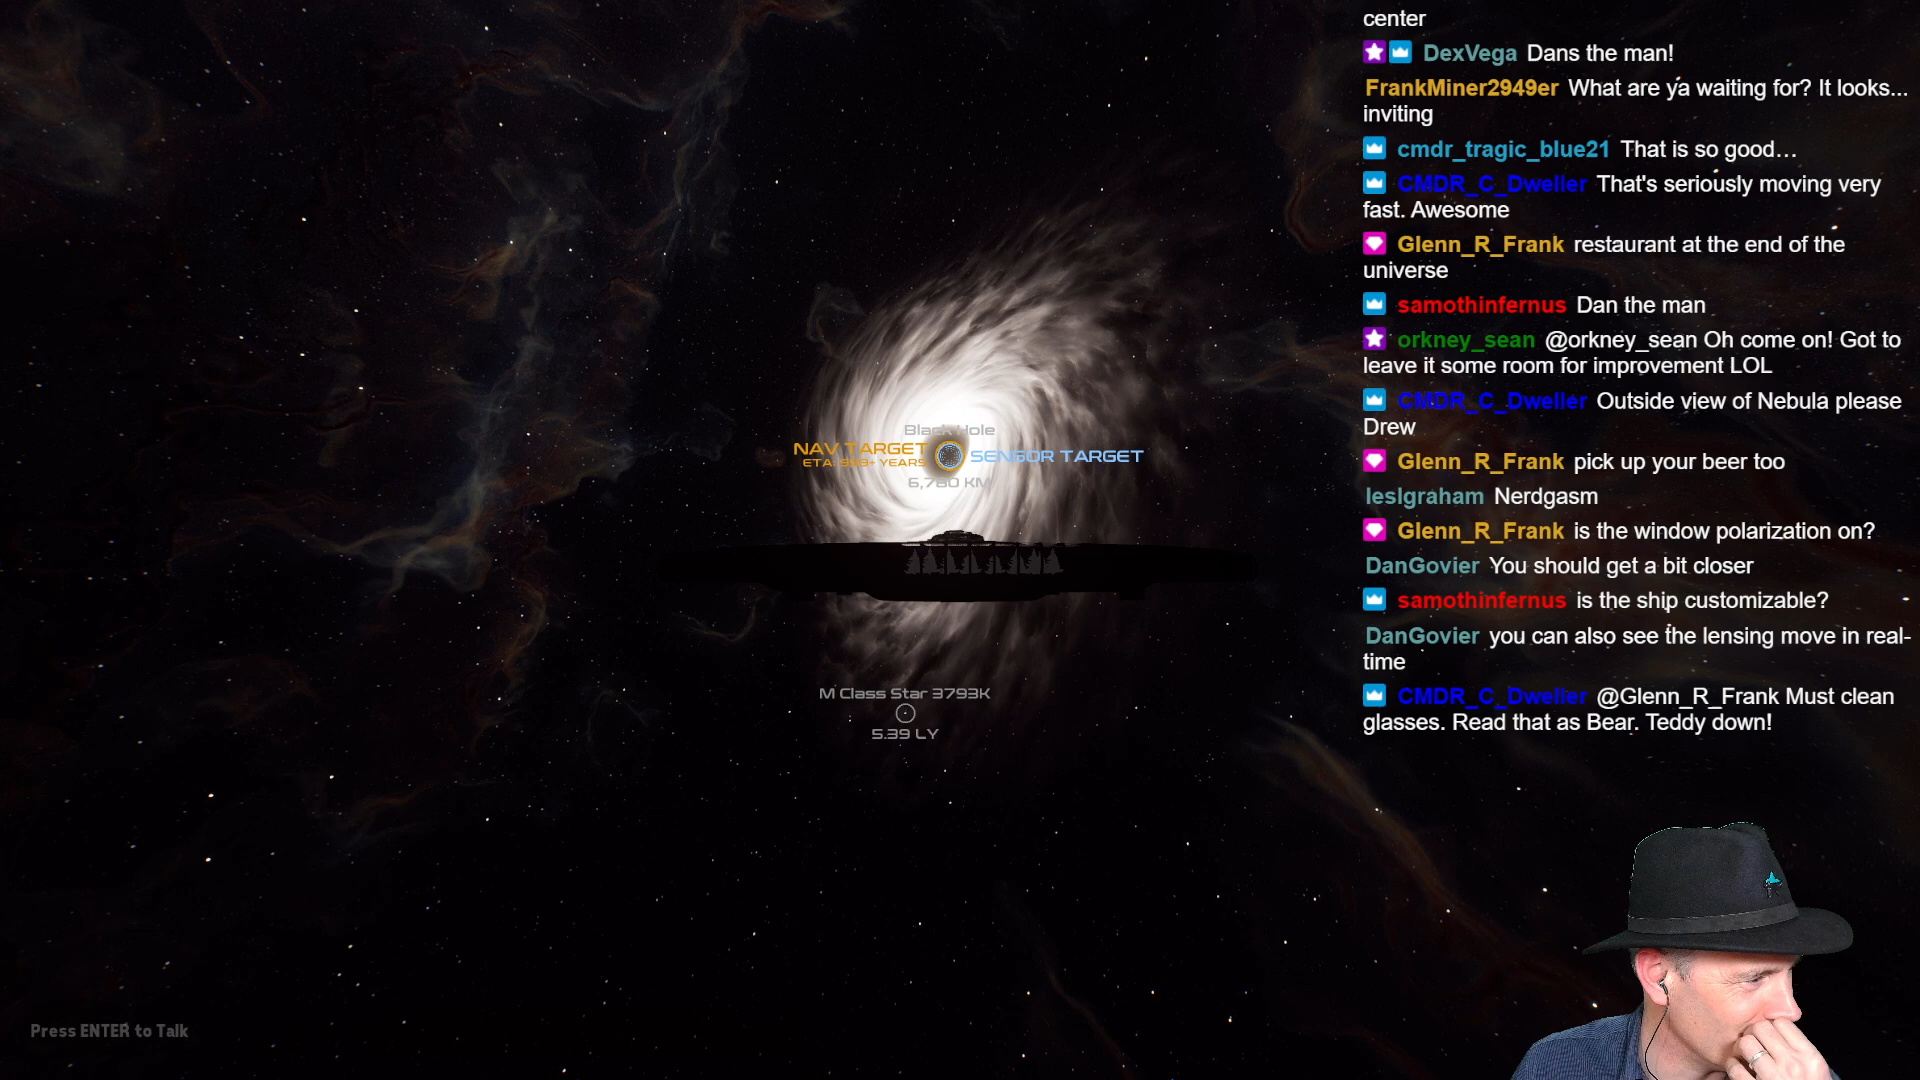 center
DexVega Dans the man!
FrankMiner2949er What are ya waiting for? It looks...
inviting
cmdr_tragic_blue21 That is so good…
CMDR_C_Dweller That's seriously moving very
fast. Awesome
Glenn_R_Frank restaurant at the end of the
universe
samothinfernus Dan the man
orkney_sean @orkney_sean Oh come on! Got to
leave it some room for improvement LOL
CMDR_C_Dweller Outside view of Nebula please
Drew
Glenn_R_Frank pick up your beer too
leslgraham Nerdgasm
Glenn_R_Frank is the window polarization on?
DanGovier You should get a bit closer
samothinfernus is the ship customizable?
DanGovier you can also see the lensing move in real-
time
CMDR_C_Dweller @Glenn_R_Frank Must clean
glasses. Read that as Bear. Teddy down!
Black Hole
NAV TARGET
ETA: 999+ YEARS
SENSOR TARGET
6,780 KM
M Class Star 3793K
5.39 LY
Press ENTER to Talk